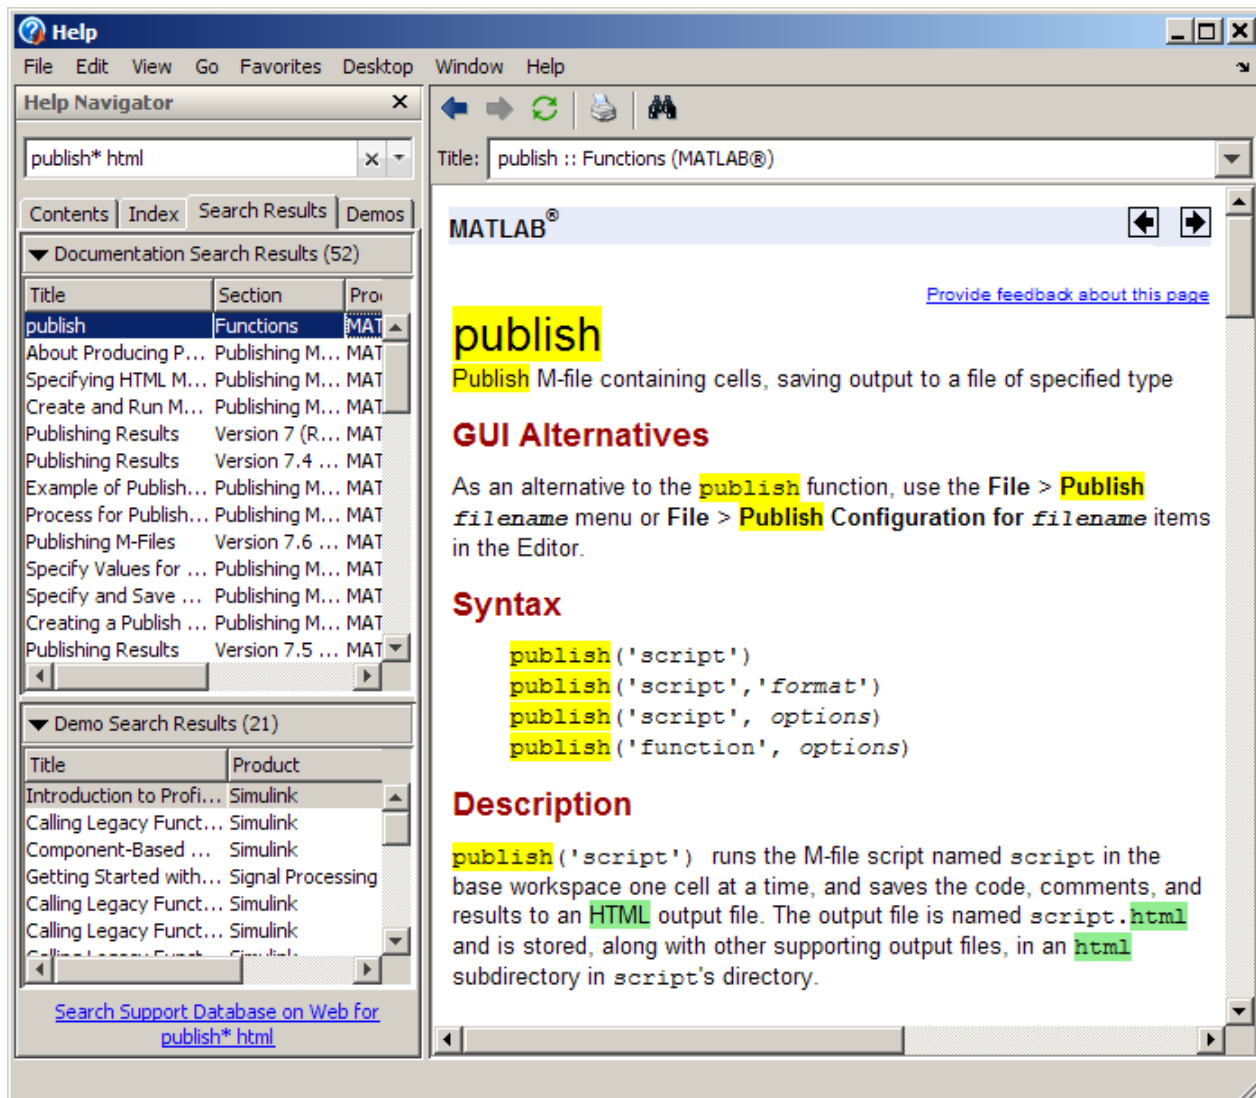 Help
File Edit View Go Favorites Desktop Window Help
Help Navigator
publish* html
Contents Index Search Results Demos
Documentation Search Results (52)
Title Section Pro
publish Functions MAT
About Producing P... Publishing M... MAT
Specifying HTML M... Publishing M... MAT
Create and Run M... Publishing M... MAT
Publishing Results Version 7 (R... MAT
Publishing Results Version 7.4 ... MAT
Example of Publish... Publishing M... MAT
Process for Publish... Publishing M... MAT
Publishing M-Files Version 7.6 ... MAT
Specify Values for ... Publishing M... MAT
Specify and Save ... Publishing M... MAT
Creating a Publish ... Publishing M... MAT
Publishing Results Version 7.5 ... MAT
Demo Search Results (21)
Title Product
Introduction to Profi... Simulink
Calling Legacy Funct... Simulink
Component-Based ... Simulink
Getting Started with... Signal Processing
Calling Legacy Funct... Simulink
Calling Legacy Funct... Simulink
Calling Legacy Funct... Simulink
Search Support Database on Web for
publish* html
Title: publish :: Functions (MATLAB®)
MATLAB®
Provide feedback about this page
publish
Publish M-file containing cells, saving output to a file of specified type
GUI Alternatives
As an alternative to the publish function, use the File > Publish
filename menu or File > Publish Configuration for filename items
in the Editor.
Syntax
publish('script')
publish('script','format')
publish('script', options)
publish('function', options)
Description
publish('script') runs the M-file script named script in the
base workspace one cell at a time, and saves the code, comments, and
results to an HTML output file. The output file is named script.html
and is stored, along with other supporting output files, in an html
subdirectory in script's directory.